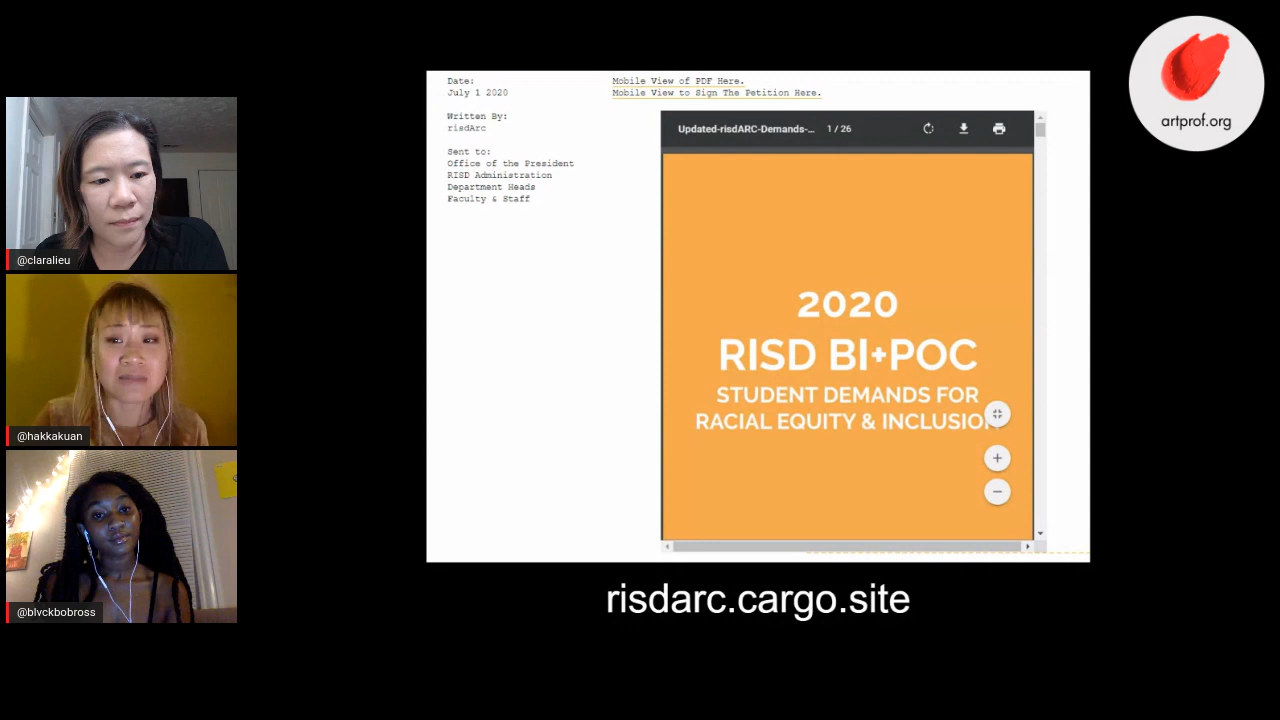 artprof.org
@claralieu
@hakkakuan
@blvckbobross
Date:
July 1 2020
Written By:
risdArc
Sent to:
Office of the President
RISD Administration
Department Heads
Faculty & Staff
Mobile View of PDF Here.
Mobile View to Sign The Petition Here.
Updated-risdARC-Demands-... 1 / 26
2020
RISD BI+POC
STUDENT DEMANDS FOR
RACIAL EQUITY & INCLUSION
risdarc.cargo.site